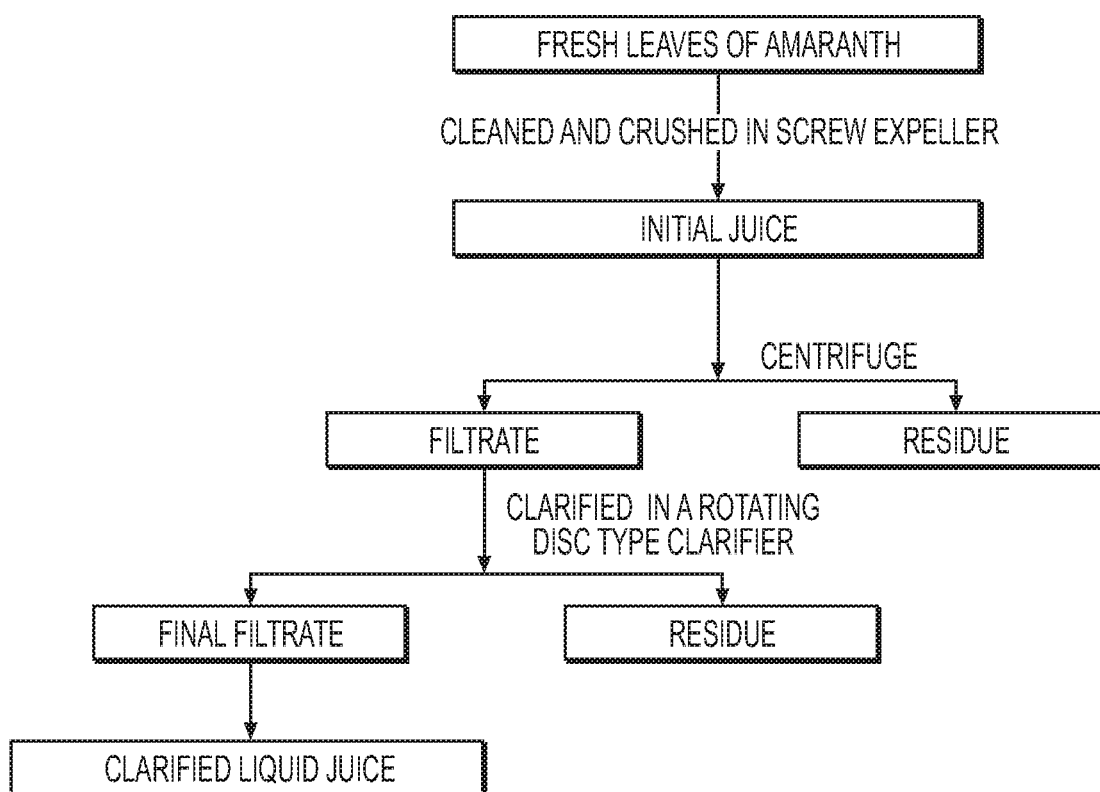 FRESH LEAVES OF AMARANTH
CLEANED AND CRUSHED IN SCREW EXPELLER
INITIAL JUICE
CENTRIFUGE
FILTRATE
RESIDUE
CLARIFIED IN A ROTATING
DISC TYPE CLARIFIER
FINAL FILTRATE
RESIDUE
CLARIFIED LIQUID JUICE